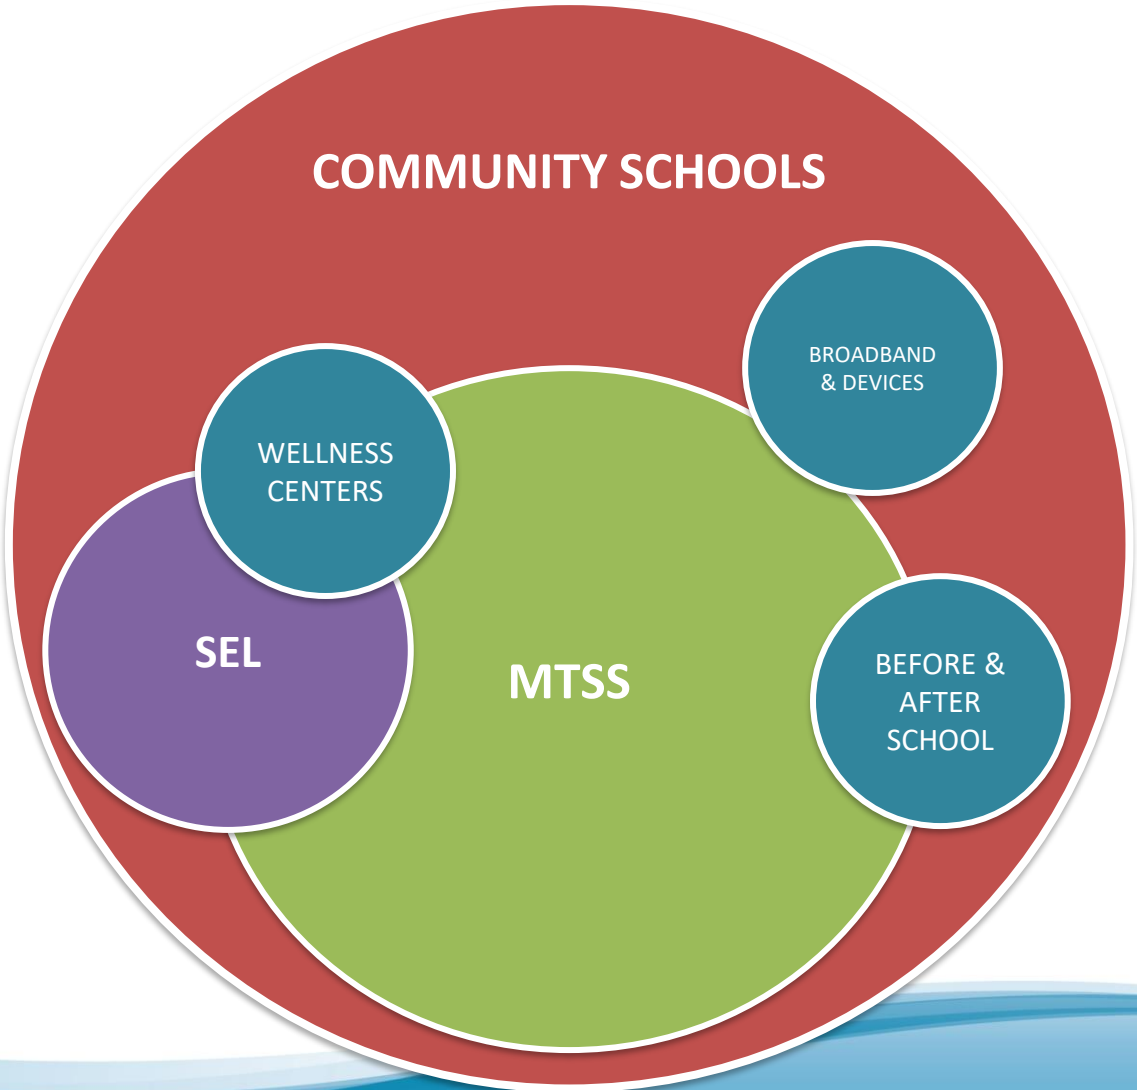 COMMUNITY SCHOOLS
BROADBAND
& DEVICES
WELLNESS
CENTERS
SEL
MTSS
BEFORE &
AFTER
SCHOOL